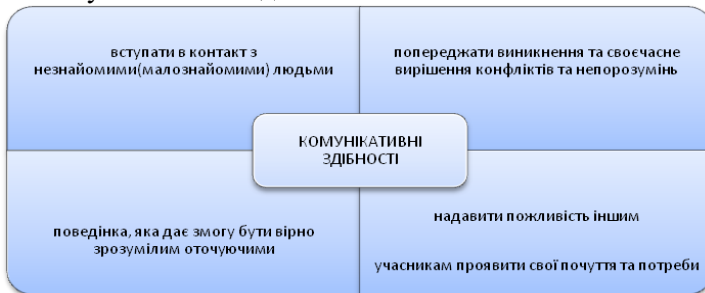 вступати в контакт з
незнайомими(малознайомими) людьми
попереджати виникнення та своєчасне
вирішення конфліктів та непорозумінь
КОМУНІКАТИВНІ
ЗДІБНОСТІ
поведінка, яка дає змогу бути вірно
зрозумілим оточуючими
надавити пожливість іншим
учасникам проявити свої почуття та потреби